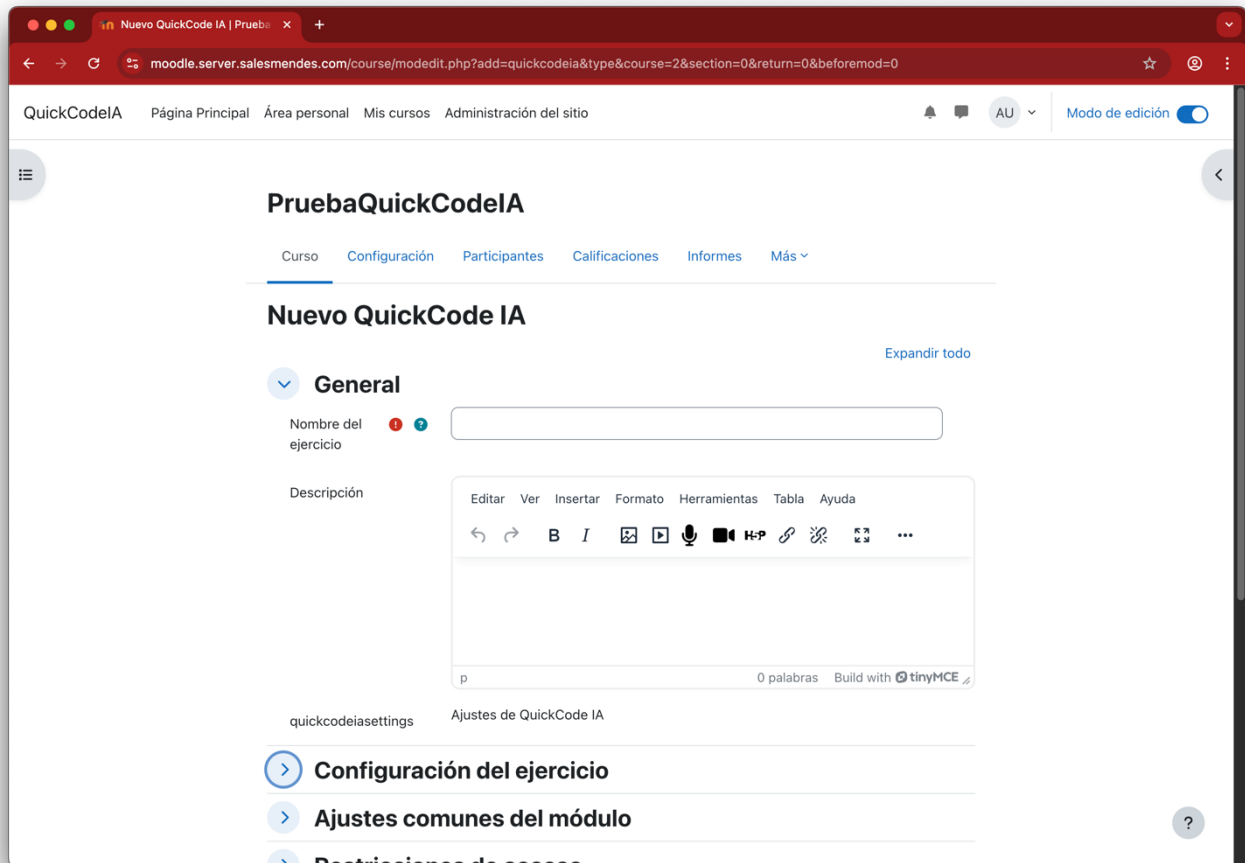 Nuevo QuickCode IA | Prueba
moodle.server.salesmendes.com/course/modedit.php?add=quickcodeia&type&course=2&section=0&return=0&beforemod=0
QuickCodeIA Página Principal Área personal Mis cursos Administración del sitio AU Modo de edición
PruebaQuickCodeIA
Curso Configuración Participantes Calificaciones Informes Más
Nuevo QuickCode IA
Expandir todo
General
Nombre del
ejercicio
Descripción
Editar Ver Insertar Formato Herramientas Tabla Ayuda
B I H5P
p 0 palabras Build with tinyMCE
quickcodeiasettings Ajustes de QuickCode IA
Configuración del ejercicio
Ajustes comunes del módulo
?
Restricciones de acceso